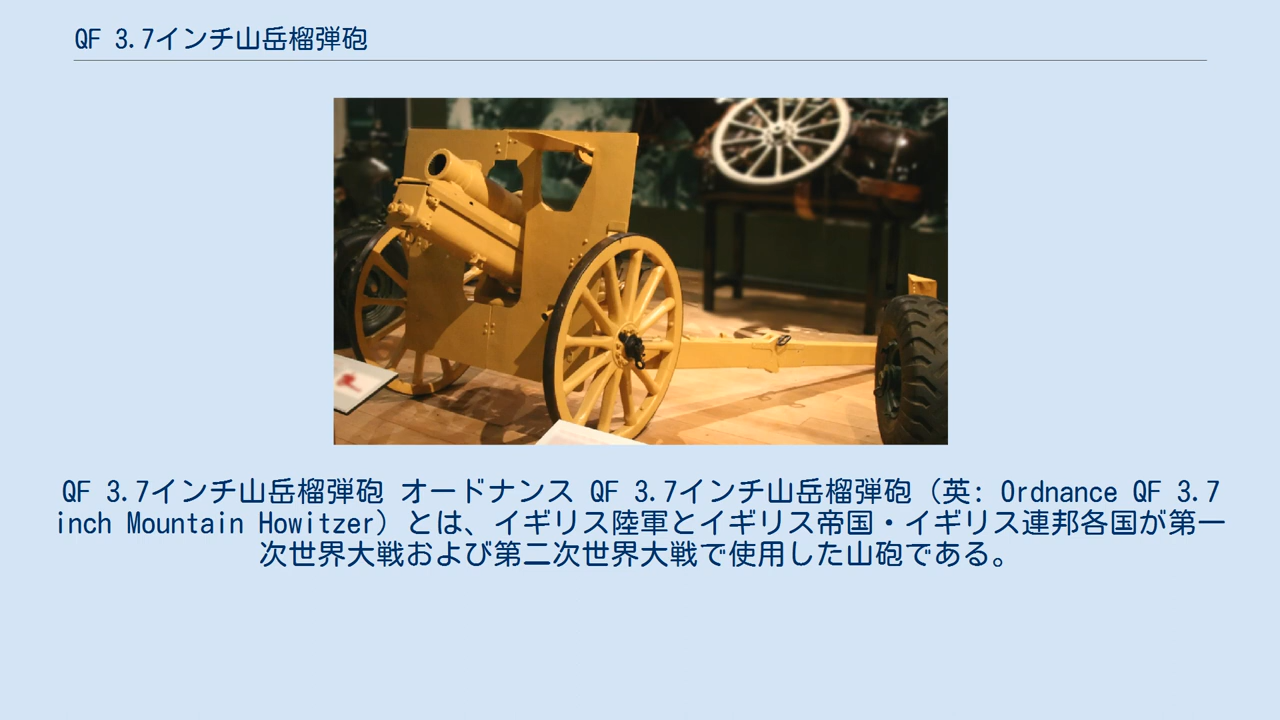 QF 3.7インチ山岳榴弾砲
QF 3.7インチ山岳榴弾砲 オードナンス QF 3.7インチ山岳榴弾砲（英: Ordnance QF 3.7
inch Mountain Howitzer）とは、イギリス陸軍とイギリス帝国・イギリス連邦各国が第一
次世界大戦および第二次世界大戦で使用した山砲である。